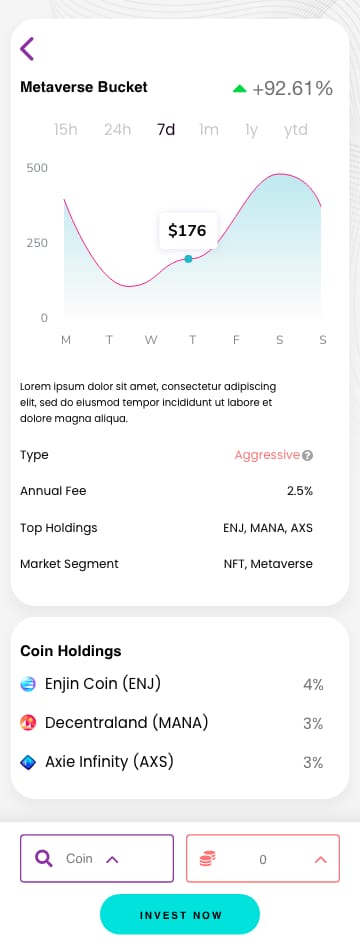 Metaverse Bucket +92.61%
15h 24h 7d 1m 1y ytd
500
$176
250
0
M T W T F S S
Lorem ipsum dolor sit amet, consectetur adipiscing
elit, sed do eiusmod tempor incididunt ut labore et
dolore magna aliqua.
Type Aggressive ?
Annual Fee 2.5%
Top Holdings ENJ, MANA, AXS
Market Segment NFT, Metaverse
Coin Holdings
Enjin Coin (ENJ) 4%
Decentraland (MANA) 3%
Axie Infinity (AXS) 3%
Coin 0
INVEST NOW